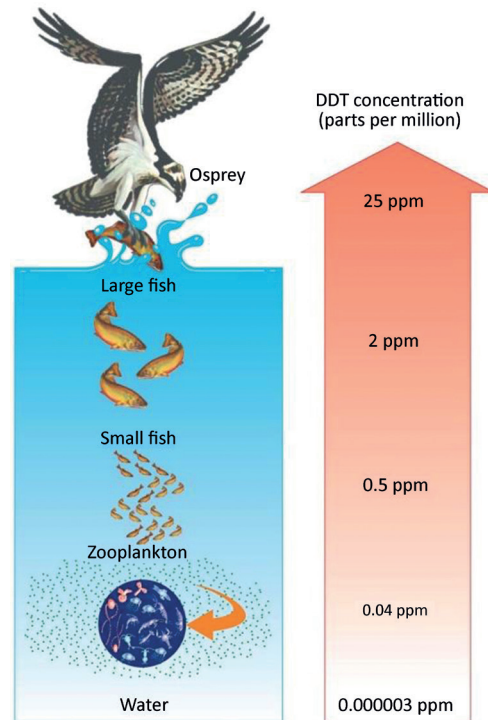 DDT concentration
(parts per million)
Osprey
25 ppm
Large fish
2 ppm
Small fish
0.5 ppm
Zooplankton
0.04 ppm
Water
0.000003 ppm